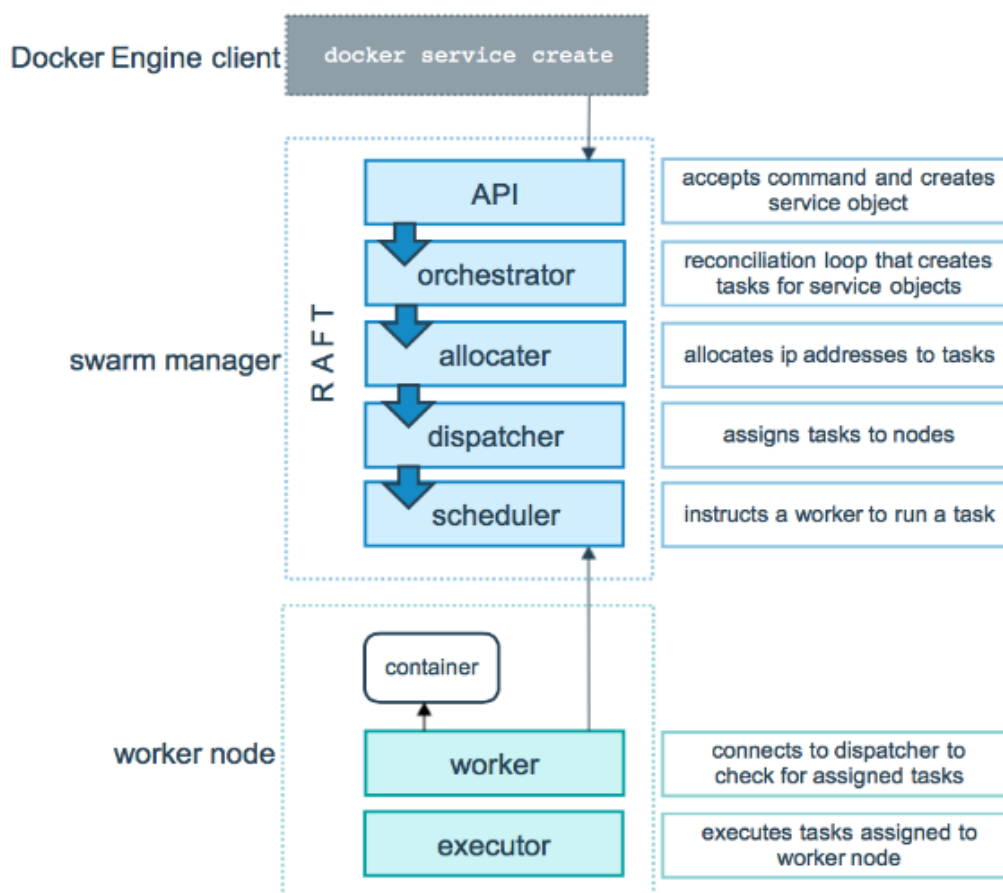 Docker Engine client
docker service create
swarm manager
RAFT
API
accepts command and creates
service object
orchestrator
reconciliation loop that creates
tasks for service objects
allocater
allocates ip addresses to tasks
dispatcher
assigns tasks to nodes
scheduler
instructs a worker to run a task
worker node
container
worker
connects to dispatcher to
check for assigned tasks
executor
executes tasks assigned to
worker node